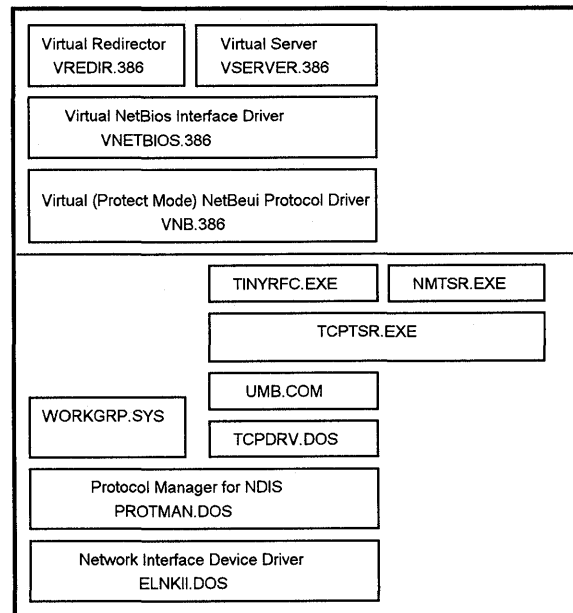 Virtual Redirector
VREDIR.386
Virtual Server
VSERVER.386
Virtual NetBios Interface Driver
VNETBIOS.386
Virtual (Protect Mode) NetBeui Protocol Driver
VNB.386
TINYRFC.EXE
NMTSR.EXE
TCPTSR.EXE
UMB.COM
WORKGRP.SYS
TCPDRV.DOS
Protocol Manager for NDIS
PROTMAN.DOS
Network Interface Device Driver
ELNKII.DOS